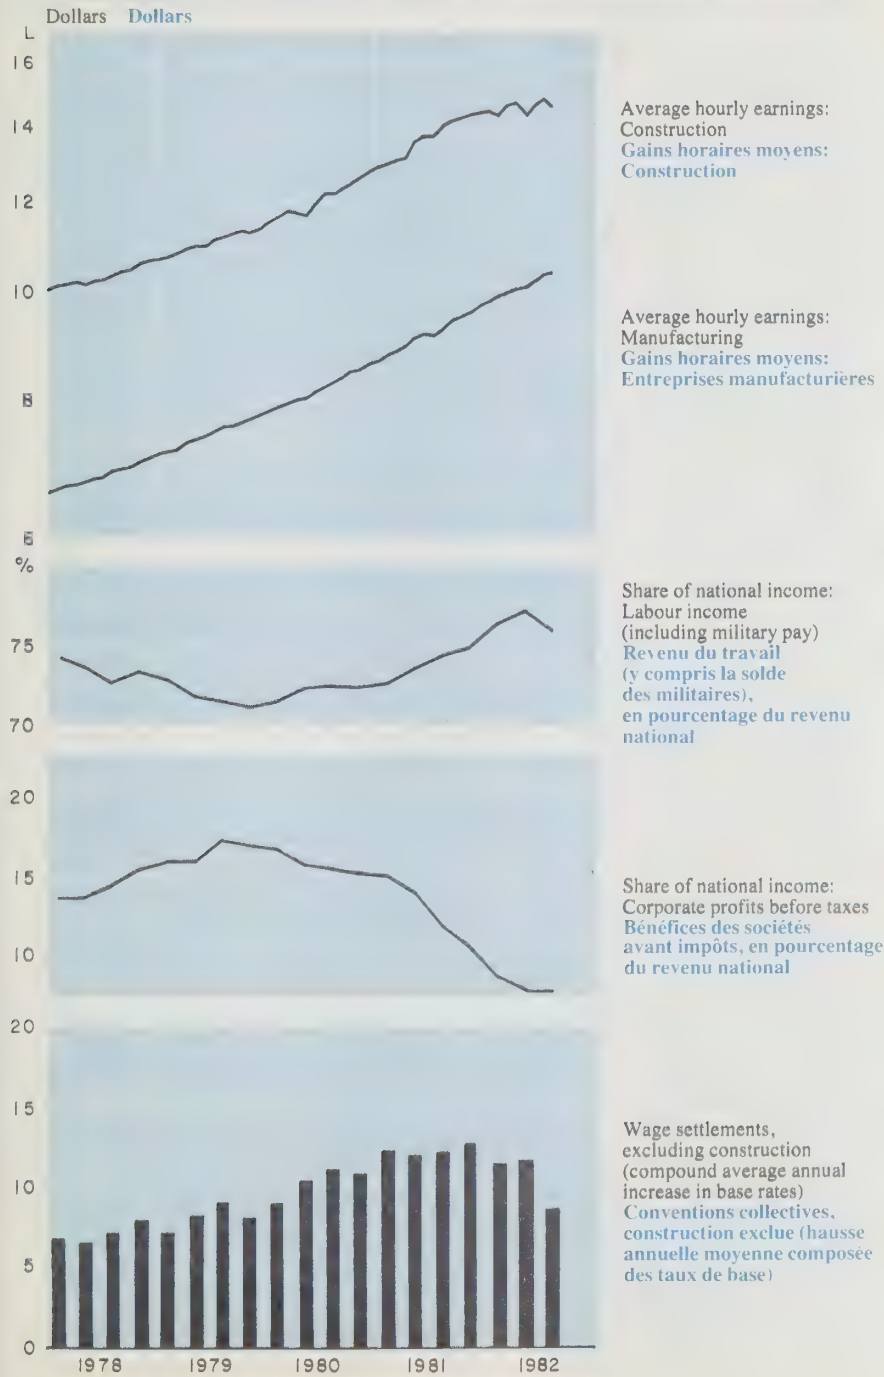 Dollars Dollars
L
16
14
12
10
8
6
Average hourly earnings:
Construction
Gains horaires moyens:
Construction
Average hourly earnings:
Manufacturing
Gains horaires moyens:
Entreprises manufacturières
%
75
70
Share of national income:
Labour income
(including military pay)
Revenu du travail
(y compris la solde
des militaires),
en pourcentage du revenu
national
20
15
10
Share of national income:
Corporate profits before taxes
Bénéfices des sociétés
avant impôts, en pourcentage
du revenu national
20
15
10
5
0
Wage settlements,
excluding construction
(compound average annual
increase in base rates)
Conventions collectives,
construction exclue (hausse
annuelle moyenne composée
des taux de base)
1978 1979 1980 1981 1982